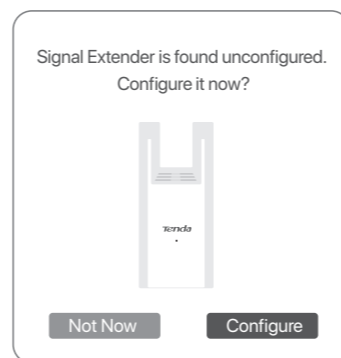 Signal Extender is found unconfigured.
Configure it now?
Tenda
Not Now
Configure